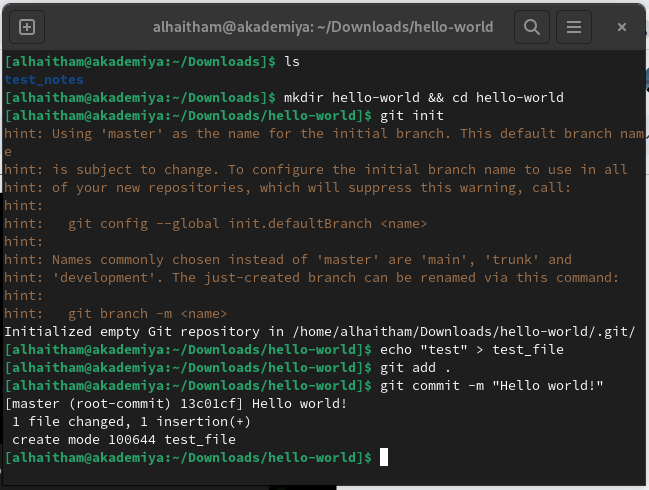 alhaitham@akademiya: ~/Downloads/hello-world
[alhaitham@akademiya:~/Downloads]$ ls
test_notes
[alhaitham@akademiya:~/Downloads]$ mkdir hello-world && cd hello-world
[alhaitham@akademiya:~/Downloads/hello-world]$ git init
hint: Using 'master' as the name for the initial branch. This default branch nam
e
hint: is subject to change. To configure the initial branch name to use in all
hint: of your new repositories, which will suppress this warning, call:
hint:
hint:   git config --global init.defaultBranch <name>
hint:
hint: Names commonly chosen instead of 'master' are 'main', 'trunk' and
hint: 'development'. The just-created branch can be renamed via this command:
hint:
hint:   git branch -m <name>
Initialized empty Git repository in /home/alhaitham/Downloads/hello-world/.git/
[alhaitham@akademiya:~/Downloads/hello-world]$ echo "test" > test_file
[alhaitham@akademiya:~/Downloads/hello-world]$ git add .
[alhaitham@akademiya:~/Downloads/hello-world]$ git commit -m "Hello world!"
[master (root-commit) 13c01cf] Hello world!
 1 file changed, 1 insertion(+)
 create mode 100644 test_file
[alhaitham@akademiya:~/Downloads/hello-world]$